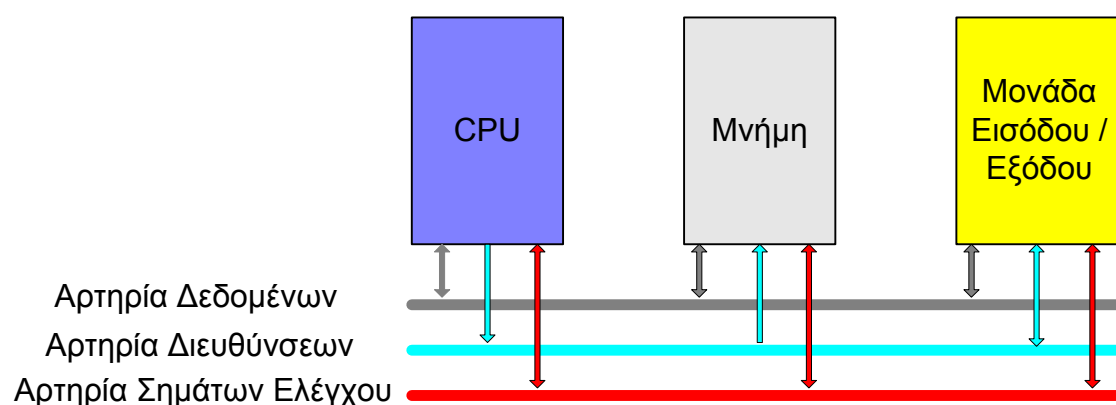 CPU
Μνήμη
Μονάδα
Εισόδου /
Εξόδου
Αρτηρία Δεδομένων
Αρτηρία Διευθύνσεων
Αρτηρία Σημάτων Ελέγχου